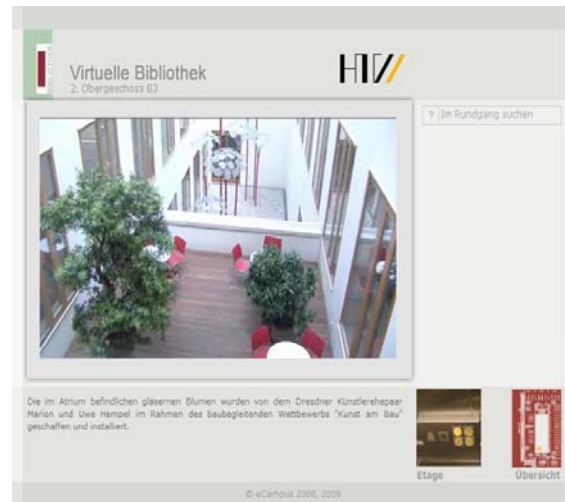 BIBLIOTHEK
Virtuelle Bibliothek
2. Obergeschoss 03
HTW
? Im Rundgang suchen
Die im Atrium befindlichen gläsernen Blumen wurden von dem Dresdner Künstlerehepaar
Marion und Uwe Hempel im Rahmen des baubegleitenden Wettbewerbs "Kunst am Bau"
geschaffen und installiert.
Etage
Übersicht
© eCampus 2008, 2009